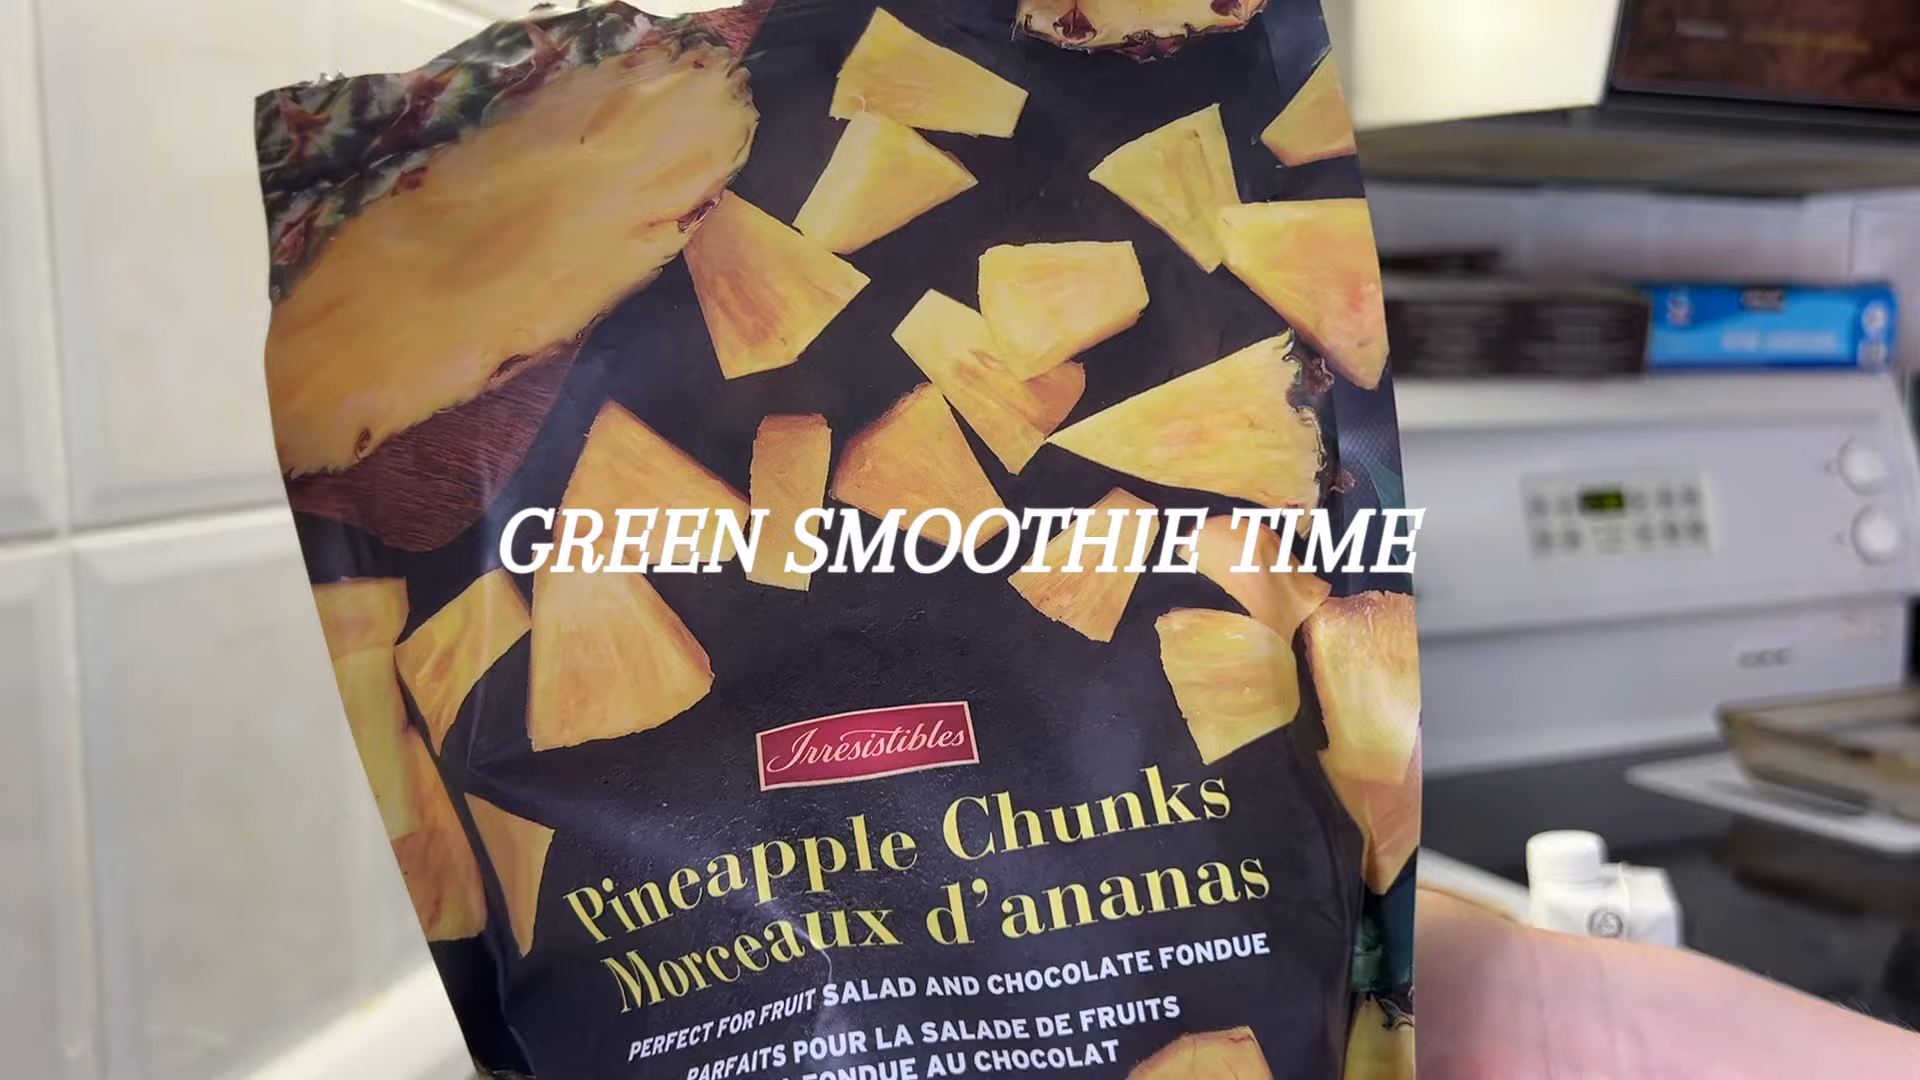 GREEN SMOOTHIE TIME
Irresistibles
Pineapple Chunks
Morceaux d'ananas
PERFECT FOR FRUIT SALAD AND CHOCOLATE FONDUE
PARFAITS POUR LA SALADE DE FRUITS
FONDUE AU CHOCOLAT